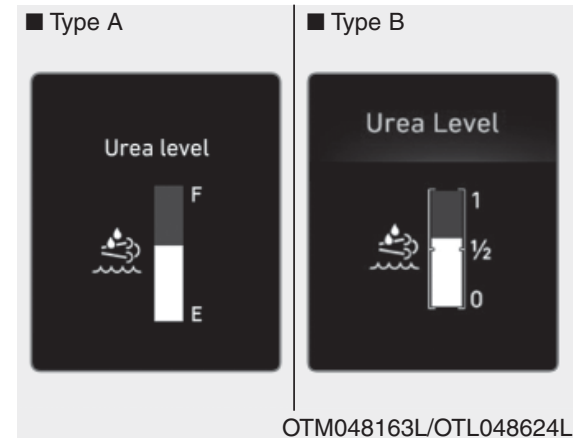 ■ Type A
Urea level
F
E
■ Type B
Urea Level
1
½
0
OTM048163L/OTL048624L